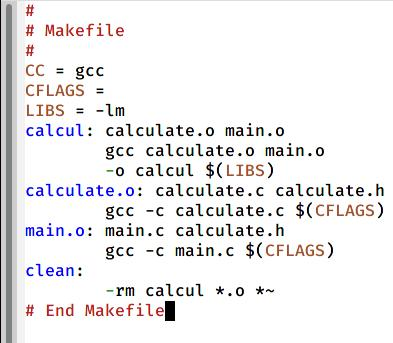 #
# Makefile
#
CC = gcc
CFLAGS =
LIBS = -lm
calcul: calculate.o main.o
        gcc calculate.o main.o
        -o calcul $(LIBS)
calculate.o: calculate.c calculate.h
        gcc -c calculate.c $(CFLAGS)
main.o: main.c calculate.h
        gcc -c main.c $(CFLAGS)
clean:
        -rm calcul *.o *~
# End Makefile